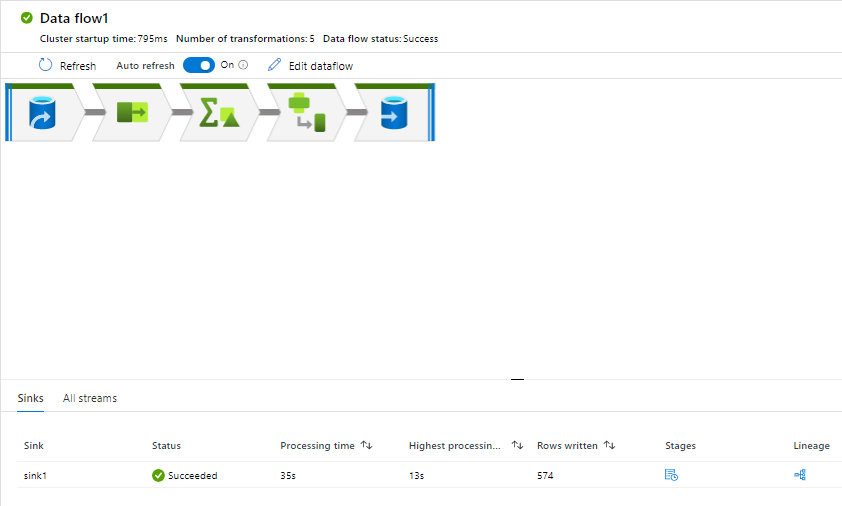 Data flow1
Cluster startup time: 795ms Number of transformations: 5 Data flow status: Success
Refresh Auto refresh On Edit dataflow
Sinks All streams
Sink Status Processing time Highest processin... Rows written Stages Lineage
sink1 Succeeded 35s 13s 574